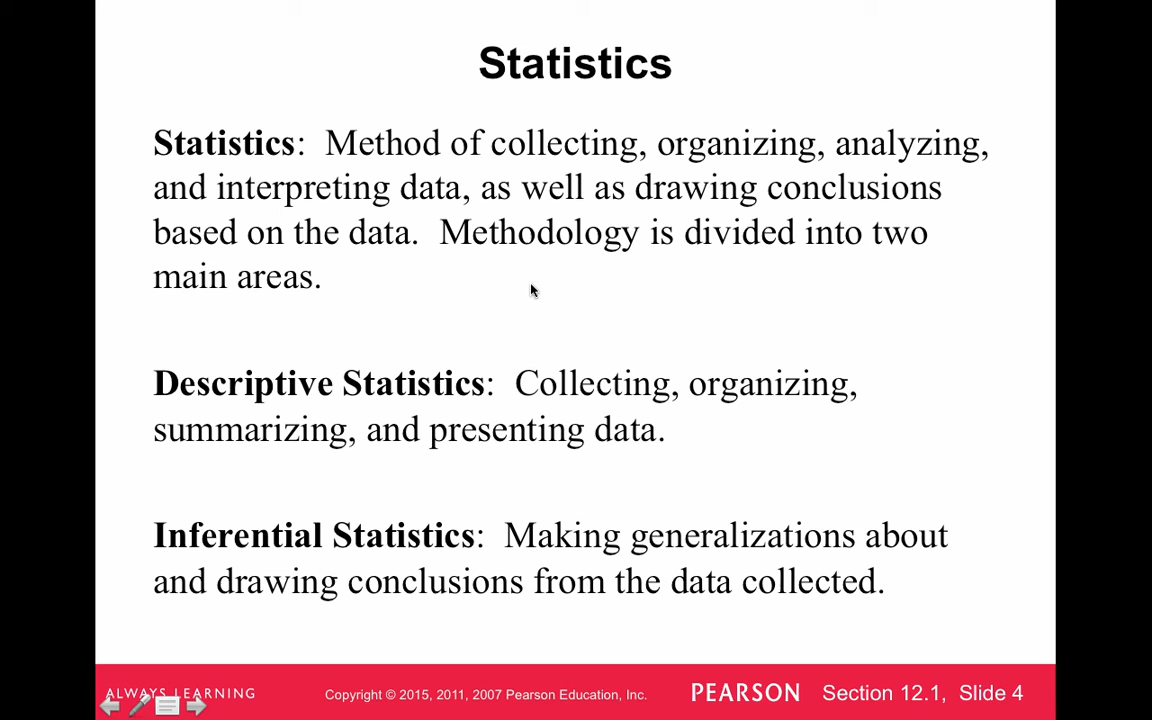 Statistics
Statistics:  Method of collecting, organizing, analyzing,
and interpreting data, as well as drawing conclusions
based on the data.  Methodology is divided into two
main areas.
Descriptive Statistics:  Collecting, organizing,
summarizing, and presenting data.
Inferential Statistics:  Making generalizations about
and drawing conclusions from the data collected.
ALWAYS LEARNING Copyright © 2015, 2011, 2007 Pearson Education, Inc. PEARSON Section 12.1,  Slide 4